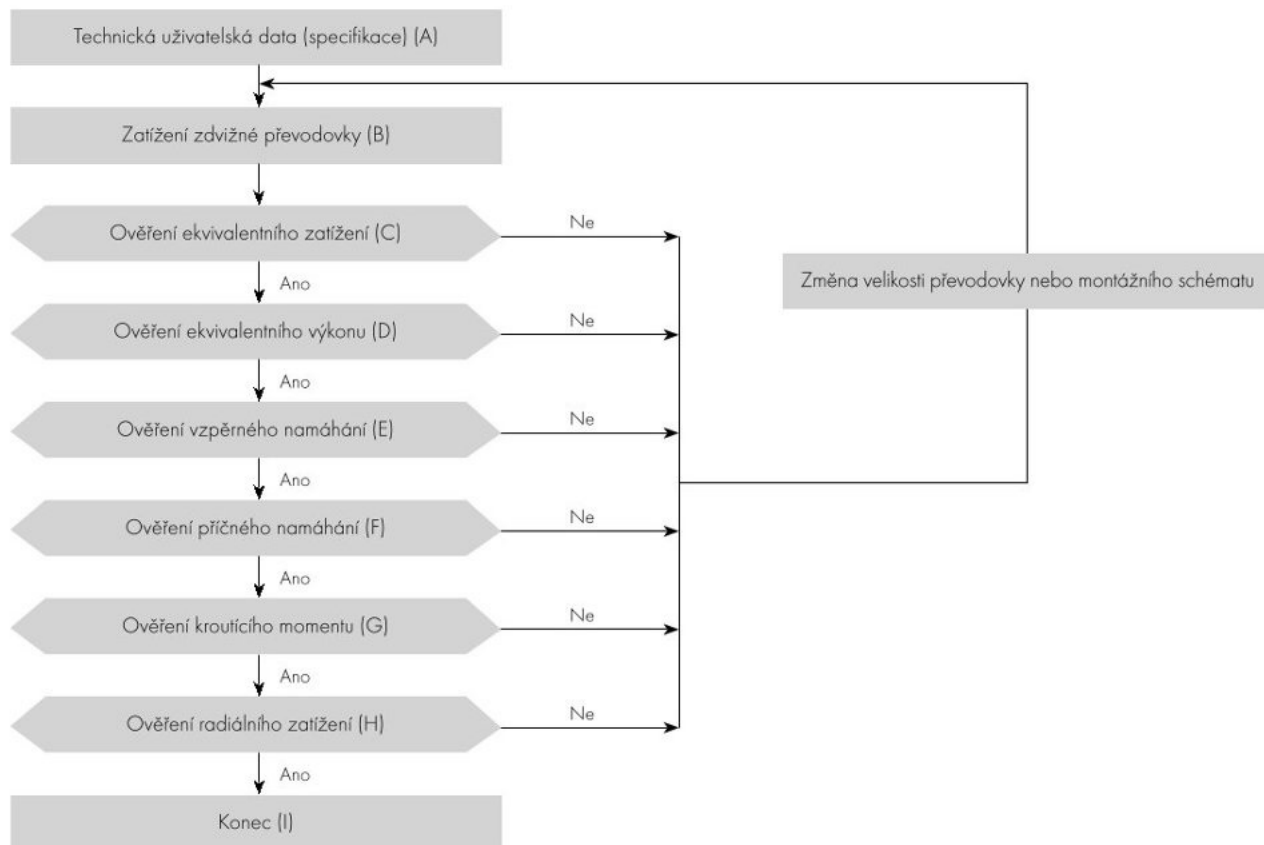 Technická uživatelská data (specifikace) (A)
Zatížení zdvižné převodovky (B)
Ověření ekvivalentního zatížení (C)
Ne
Změna velikosti převodovky nebo montážního schématu
Ano
Ověření ekvivalentního výkonu (D)
Ne
Ano
Ověření vzpěrného namáhání (E)
Ne
Ano
Ověření příčného namáhání (F)
Ne
Ano
Ověření kroutícího momentu (G)
Ne
Ano
Ověření radiálního zatížení (H)
Ne
Ano
Konec (I)